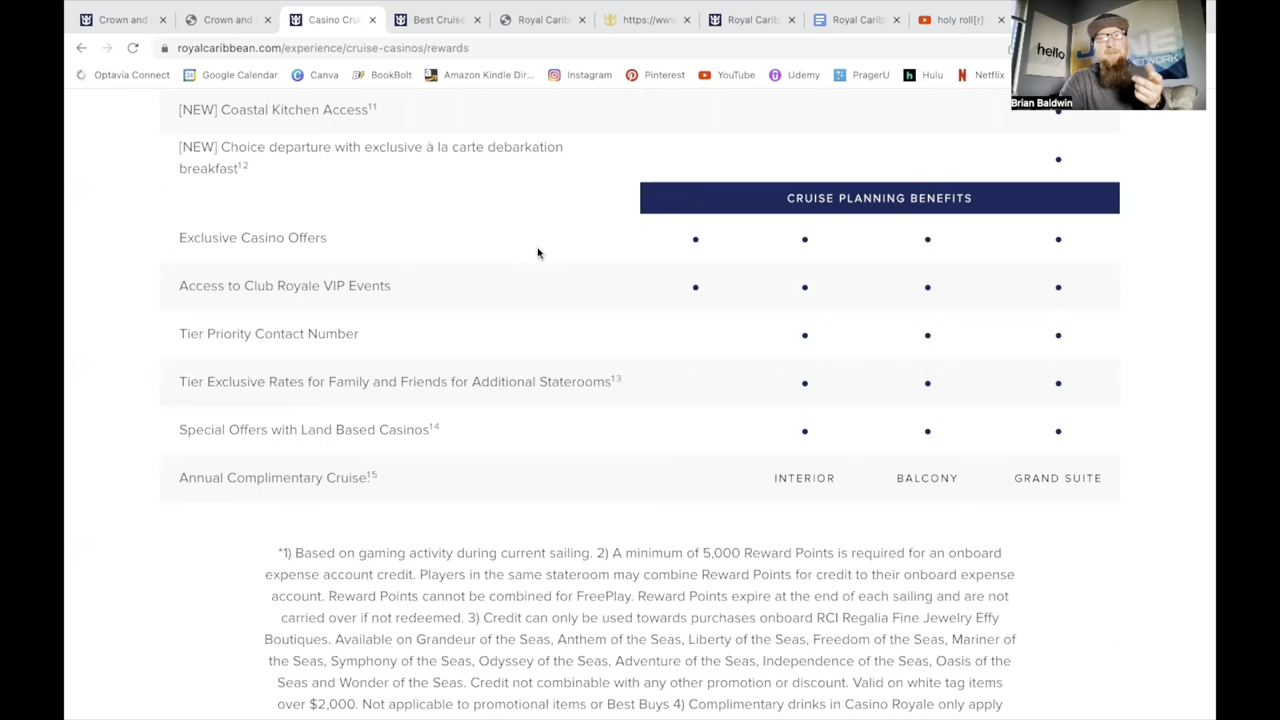 Crown and
Crown and
Casino Cru
Best Cruise
Royal Carib
https://ww
Royal Carib
Royal Carib
holy roll[r]
royalcaribbean.com/experience/cruise-casinos/rewards
Optavia Connect
Google Calendar
Canva
BookBolt
Amazon Kindle Dir...
Instagram
Pinterest
YouTube
Udemy
PragerU
Hulu
Netflix
hello
NETWORK
Brian Baldwin
[NEW] Coastal Kitchen Access11
[NEW] Choice departure with exclusive à la carte debarkation
breakfast12
CRUISE PLANNING BENEFITS
Exclusive Casino Offers
Access to Club Royale VIP Events
Tier Priority Contact Number
Tier Exclusive Rates for Family and Friends for Additional Staterooms13
Special Offers with Land Based Casinos14
Annual Complimentary Cruise!15 INTERIOR BALCONY GRAND SUITE
*1) Based on gaming activity during current sailing. 2) A minimum of 5,000 Reward Points is required for an onboard
expense account credit. Players in the same stateroom may combine Reward Points for credit to their onboard expense
account. Reward Points cannot be combined for FreePlay. Reward Points expire at the end of each sailing and are not
carried over if not redeemed. 3) Credit can only be used towards purchases onboard RCI Regalia Fine Jewelry Effy
Boutiques. Available on Grandeur of the Seas, Anthem of the Seas, Liberty of the Seas, Freedom of the Seas, Mariner of
the Seas, Symphony of the Seas, Odyssey of the Seas, Adventure of the Seas, Independence of the Seas, Oasis of the
Seas and Wonder of the Seas. Credit not combinable with any other promotion or discount. Valid on white tag items
over $2,000. Not applicable to promotional items or Best Buys 4) Complimentary drinks in Casino Royale only apply